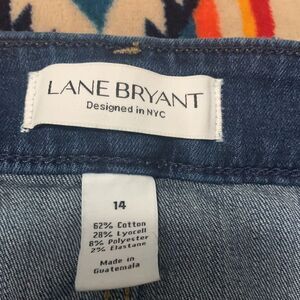 LANE BRYANT
Designed in NYC
14
62% Cotton
28% Lyocell
8% Polyester
2% Elastane
Made in
Guatemala